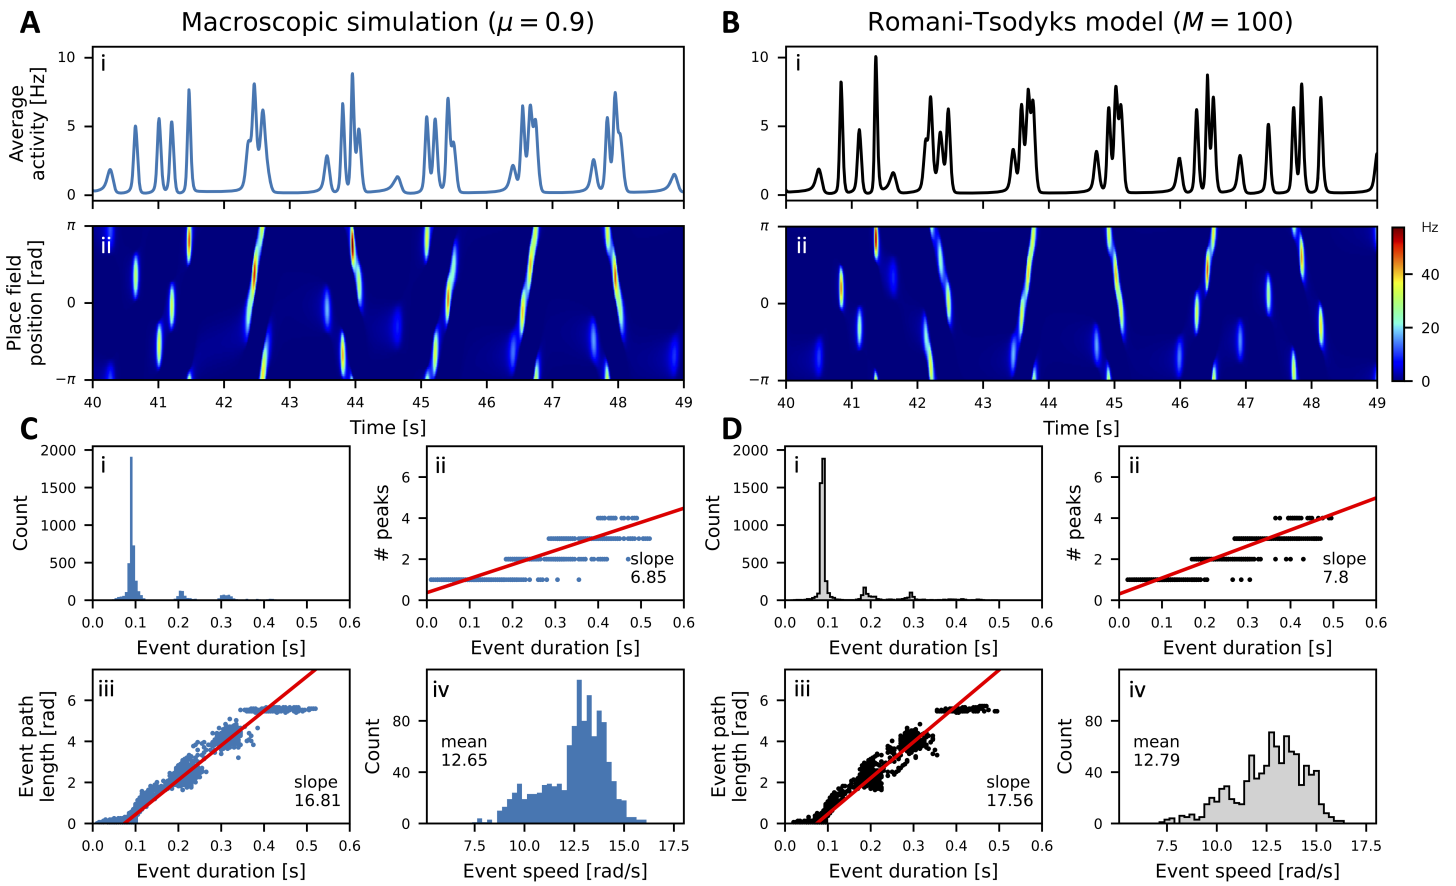 A Macroscopic simulation (μ = 0.9)
i
Average
activity [Hz]
10
5
0
ii
Place field
position [rad]
π
0
−π
40 41 42 43 44 45 46 47 48 49
Time [s]
B Romani-Tsodyks model (M = 100)
i
10
5
0
ii
π
0
−π
40 41 42 43 44 45 46 47 48 49
Time [s]
Hz
40
20
0
C
i
Count
2000
1500
1000
500
0
0.0 0.1 0.2 0.3 0.4 0.5 0.6
Event duration [s]
ii
# peaks
6
4
2
0
slope
6.85
0.0 0.1 0.2 0.3 0.4 0.5 0.6
Event duration [s]
iii
Event path
length [rad]
6
4
2
0
slope
16.81
0.0 0.1 0.2 0.3 0.4 0.5 0.6
Event duration [s]
iv
Count
80
40
0
mean
12.65
7.5 10.0 12.5 15.0 17.5
Event speed [rad/s]
D
i
Count
2000
1500
1000
500
0
0.0 0.1 0.2 0.3 0.4 0.5 0.6
Event duration [s]
ii
# peaks
6
4
2
0
slope
7.8
0.0 0.1 0.2 0.3 0.4 0.5 0.6
Event duration [s]
iii
Event path
length [rad]
6
4
2
0
slope
17.56
0.0 0.1 0.2 0.3 0.4 0.5 0.6
Event duration [s]
iv
Count
80
40
0
mean
12.79
7.5 10.0 12.5 15.0 17.5
Event speed [rad/s]